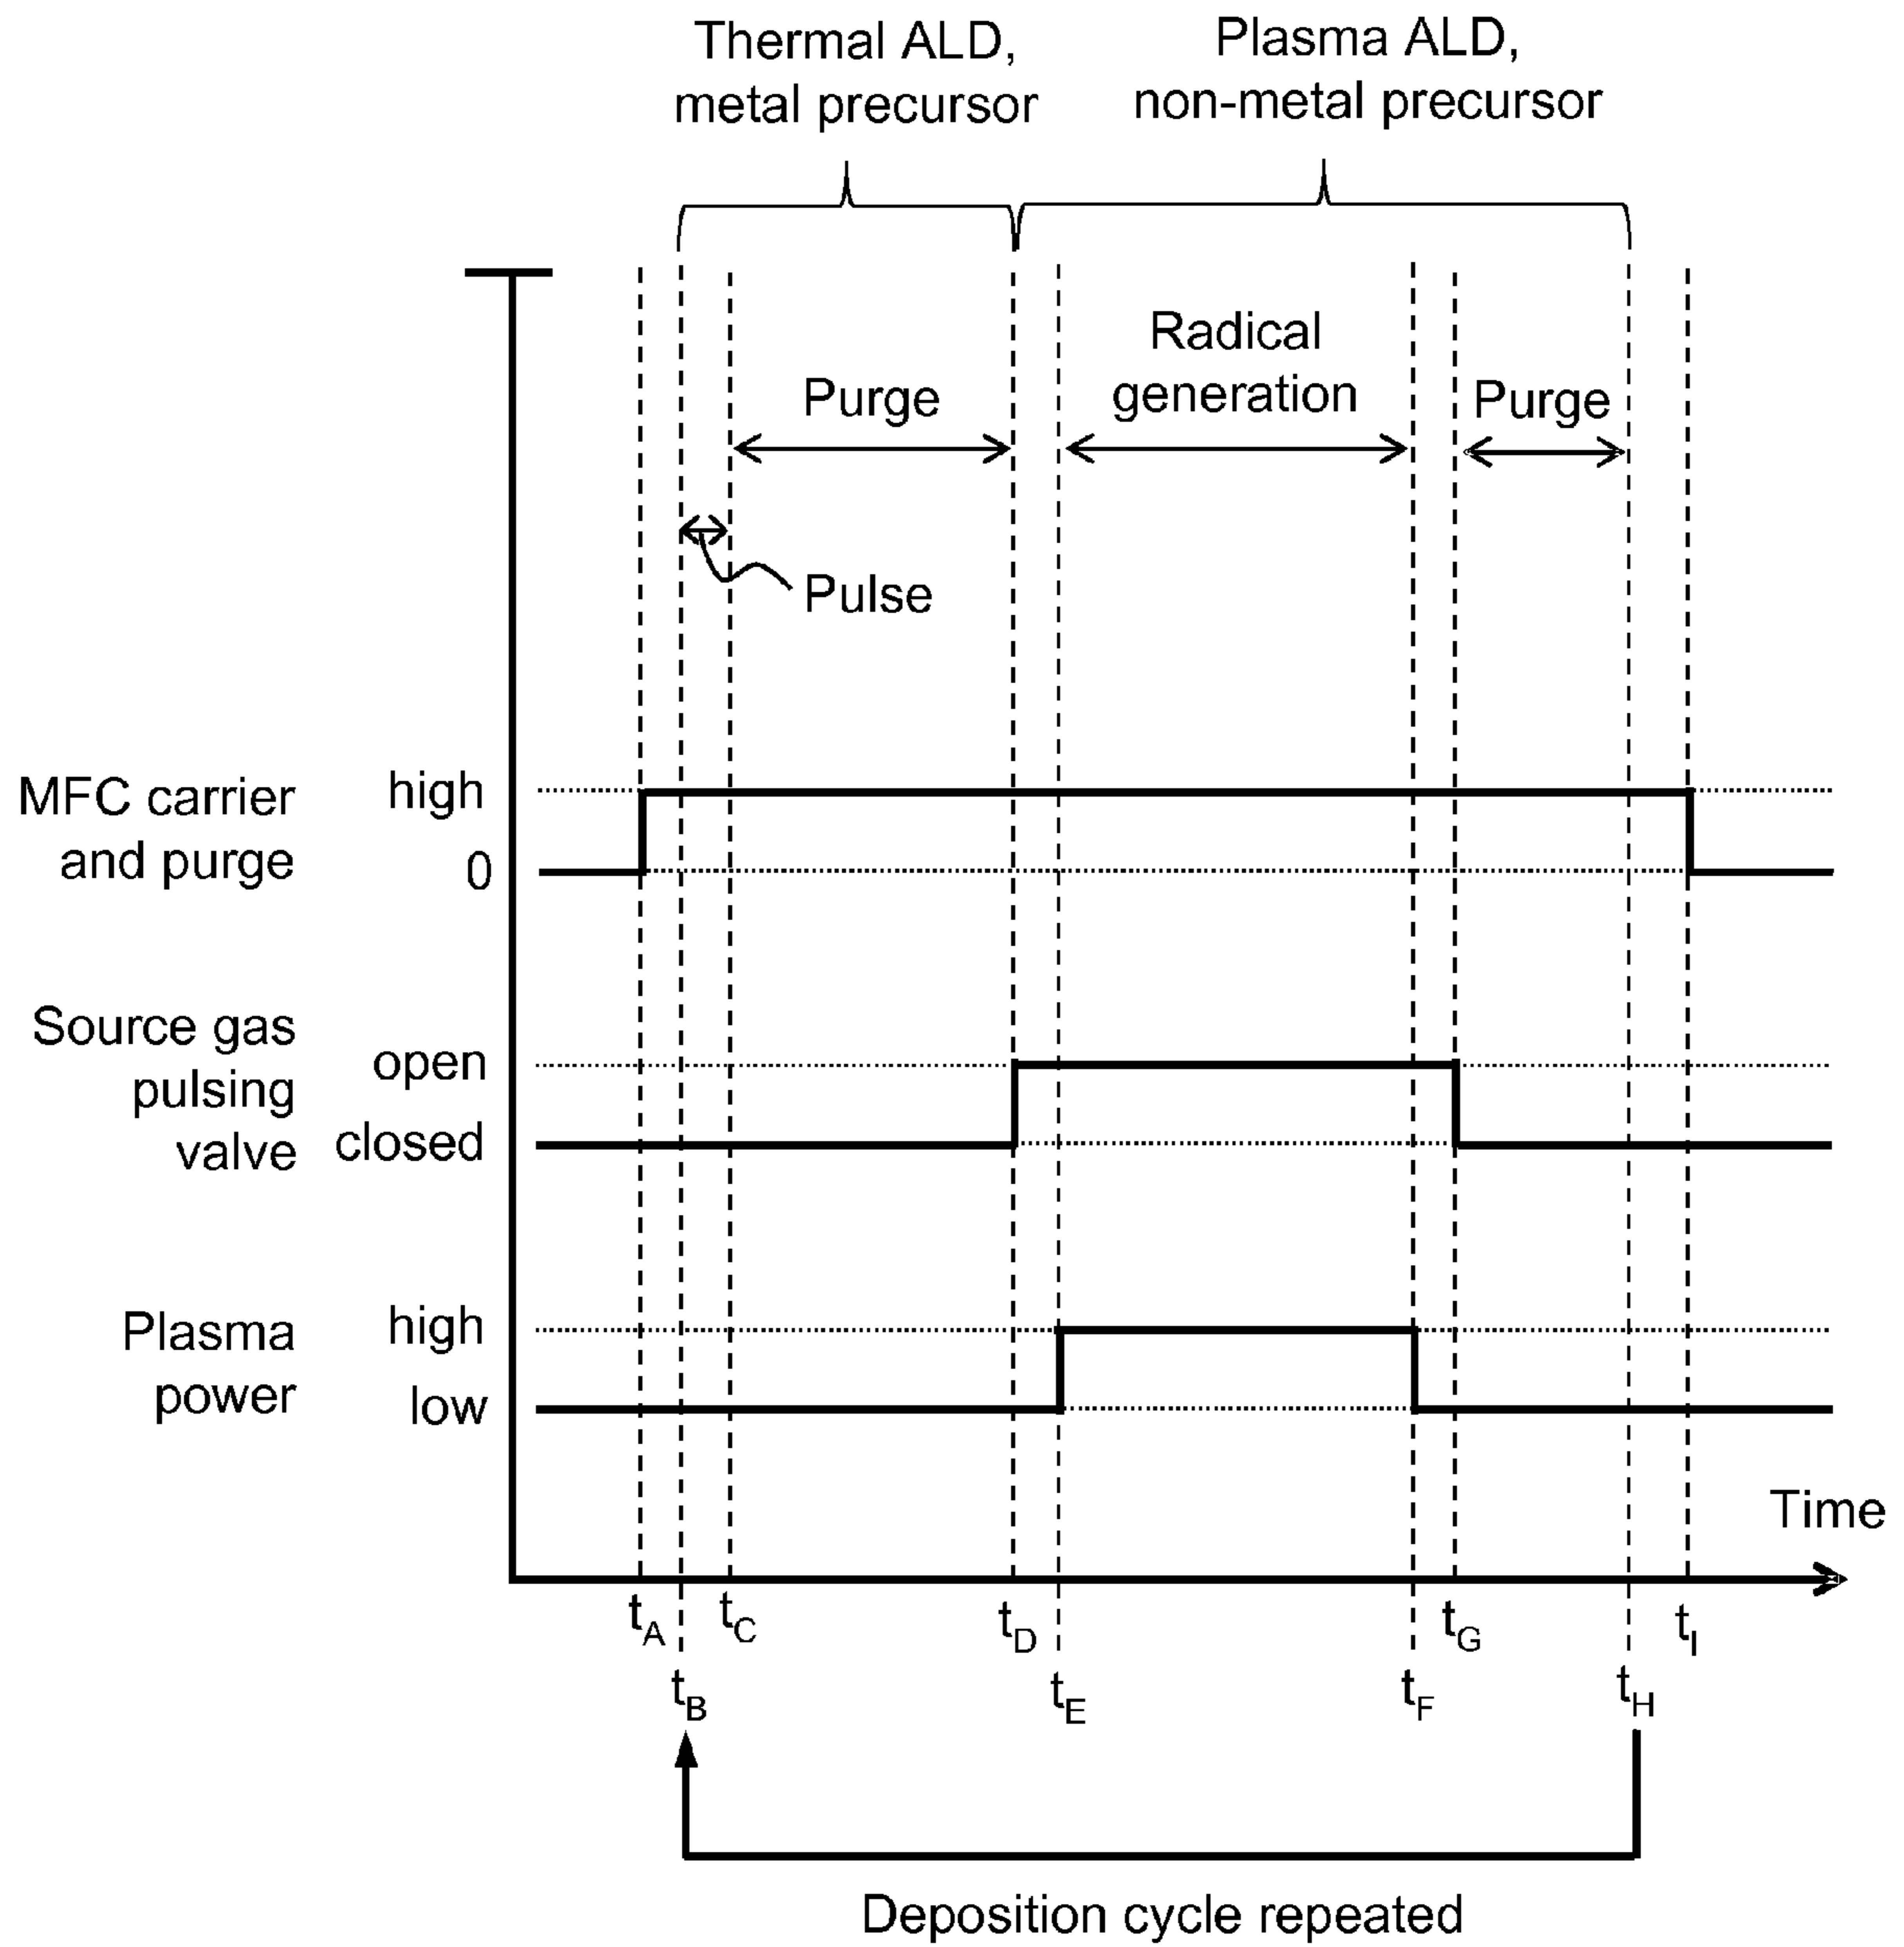 Thermal ALD,
metal precursor
Plasma ALD,
non-metal precursor
Radical
generation
Purge
Purge
Pulse
MFC carrier
and purge
high
0
Source gas
pulsing
valve
open
closed
Plasma
power
high
low
Time
tA
tB
tC
tD
tE
tF
tG
tH
tI
Deposition cycle repeated